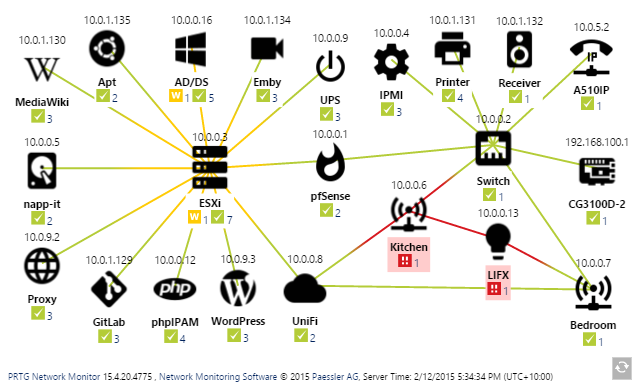 10.0.1.135
10.0.0.16
10.0.1.134
10.0.1.130
10.0.0.9
10.0.0.4
10.0.1.131
10.0.1.132
10.0.5.2
IP
W
MediaWiki
3
Apt
2
AD/DS
W 1 5
Emby
3
UPS
3
IPMI
3
Printer
4
Receiver
1
A510IP
1
10.0.0.5
10.0.0.3
10.0.0.1
10.0.0.2
192.168.100.1
napp-it
2
ESXi
W 1 7
pfSense
2
Switch
1
CG3100D-2
1
10.0.0.6
10.0.0.13
Kitchen
1
LIFX
1
10.0.9.2
10.0.1.129
10.0.0.12
10.0.9.3
10.0.0.8
10.0.0.7
php
W
Proxy
3
GitLab
3
phpIPAM
4
WordPress
3
UniFi
2
Bedroom
1
PRTG Network Monitor 15.4.20.4775 , Network Monitoring Software © 2015 Paessler AG, Server Time: 2/12/2015 5:34:34 PM (UTC+10:00)